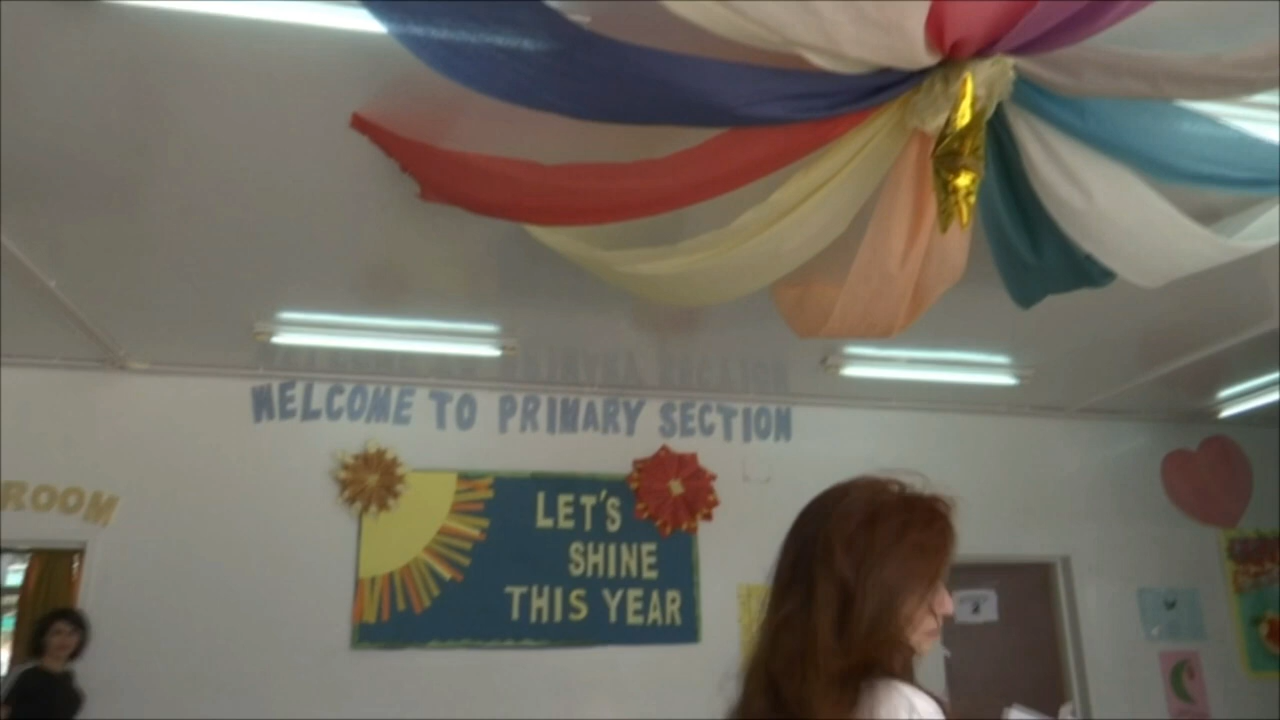 WELCOME TO PRIMARY SECTION
ROOM
LET'S
SHINE
THIS YEAR